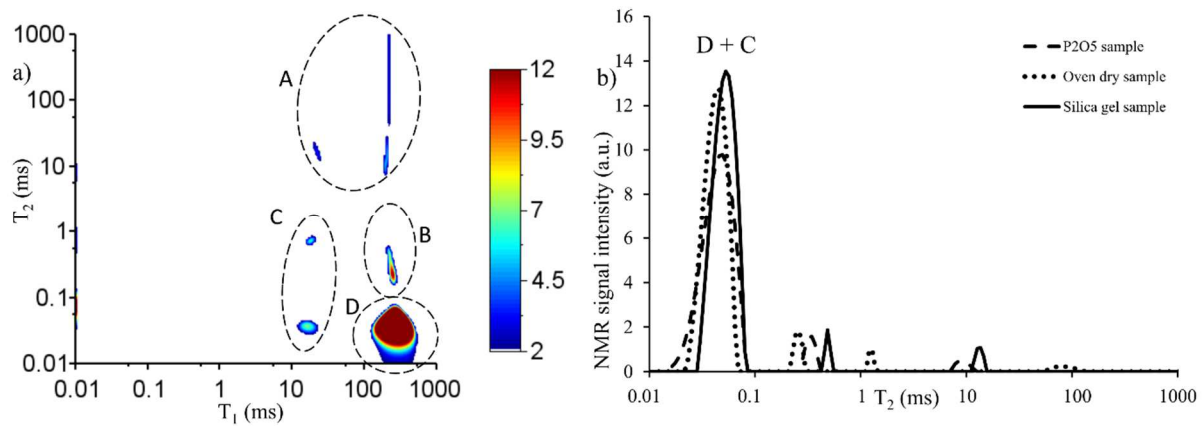 a)
1000
100
10
1
0.1
0.01
T2 (ms)
A
C
B
D
0.01 0.1 1 10 100 1000
T1 (ms)
12
9.5
7
4.5
2
b)
16
14
12
10
8
6
4
2
0
NMR signal intensity (a.u.)
D + C
P2O5 sample
Oven dry sample
Silica gel sample
0.01 0.1 1 10 100 1000
T2 (ms)